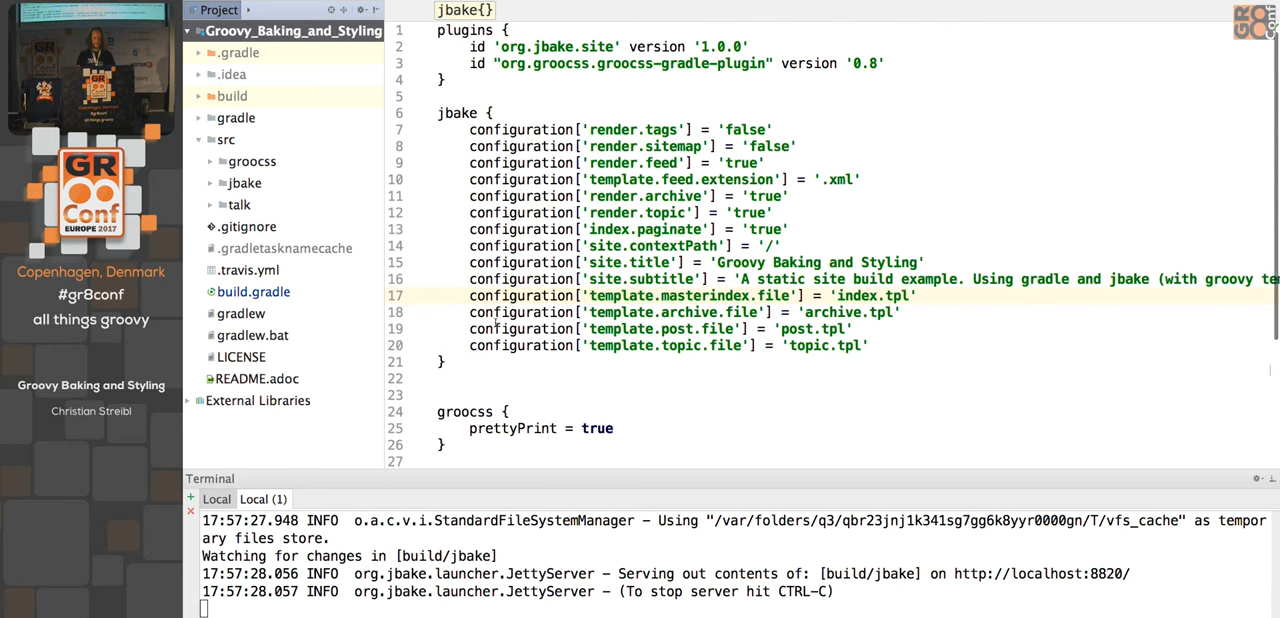 GR
Conf
EUROPE 2017
Copenhagen, Denmark
#gr8conf
all things groovy
Groovy Baking and Styling
Christian Streibl
Project
Groovy_Baking_and_Styling
.gradle
.idea
build
gradle
src
groocss
jbake
talk
.gitignore
.gradletasknamecache
.travis.yml
build.gradle
gradlew
gradlew.bat
LICENSE
README.adoc
External Libraries
jbake{}
1 plugins {
2 id 'org.jbake.site' version '1.0.0'
3 id "org.groocss.groocss-gradle-plugin" version '0.8'
4 }
5
6 jbake {
7 configuration['render.tags'] = 'false'
8 configuration['render.sitemap'] = 'false'
9 configuration['render.feed'] = 'true'
10 configuration['template.feed.extension'] = '.xml'
11 configuration['render.archive'] = 'true'
12 configuration['render.topic'] = 'true'
13 configuration['index.paginate'] = 'true'
14 configuration['site.contextPath'] = '/'
15 configuration['site.title'] = 'Groovy Baking and Styling'
16 configuration['site.subtitle'] = 'A static site build example. Using gradle and jbake (with groovy te
17 configuration['template.masterindex.file'] = 'index.tpl'
18 configuration['template.archive.file'] = 'archive.tpl'
19 configuration['template.post.file'] = 'post.tpl'
20 configuration['template.topic.file'] = 'topic.tpl'
21 }
22
23
24 groocss {
25 prettyPrint = true
26 }
27
Terminal
Local Local (1)
17:57:27.948 INFO o.a.c.v.i.StandardFileSystemManager - Using "/var/folders/q3/qbr23jnj1k341sg7gg6k8yyr0000gn/T/vfs_cache" as tempor
ary files store.
Watching for changes in [build/jbake]
17:57:28.056 INFO org.jbake.launcher.JettyServer - Serving out contents of: [build/jbake] on http://localhost:8820/
17:57:28.057 INFO org.jbake.launcher.JettyServer - (To stop server hit CTRL-C)